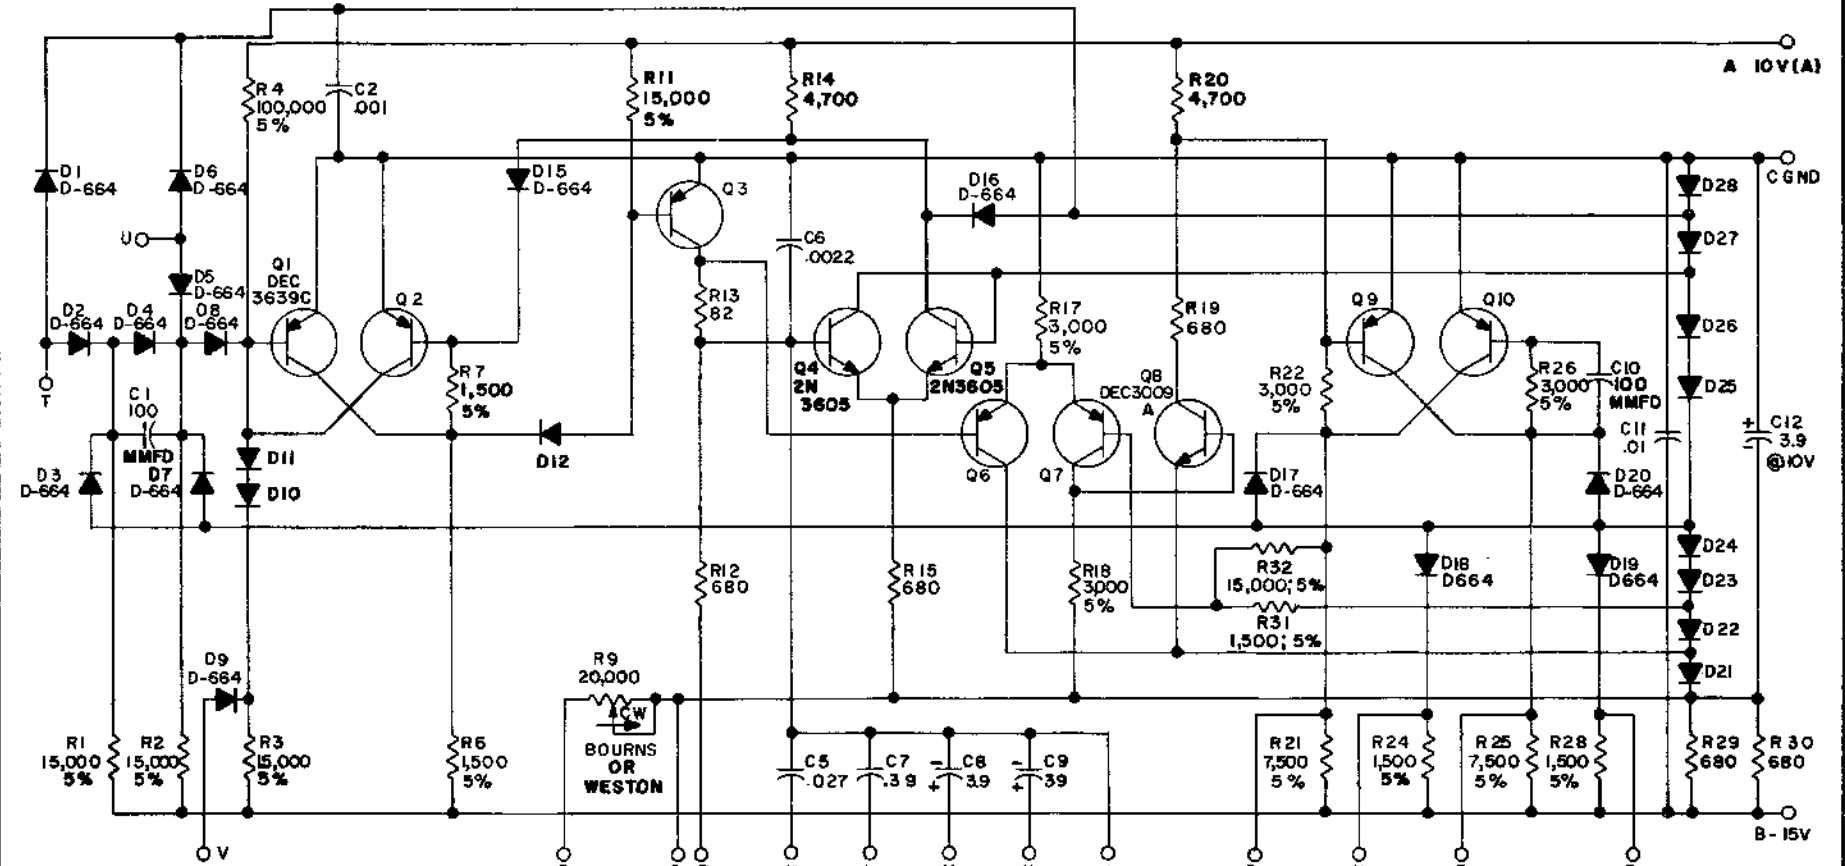 A 10V(A)
R4
100,000
5%
C2
.001
R11
15,000
5%
R14
4,700
R20
4,700
D1
D-664
D6
D-664
D15
D-664
Q3
D16
D-664
C GND
D28
D27
U
D5
D-664
Q1
DEC
3639C
Q2
C6
.0022
D2
D-664
D4
D-664
D8
D-664
R13
82
R17
3,000
5%
R19
680
Q9
Q10
D26
T
R7
1,500
5%
Q4
2N
3605
Q5
2N3605
Q8
DEC3009
A
R22
3,000
5%
R26
3,000
5%
C10
100
MMFD
D25
C1
100
MMFD
C11
.01
+
-
C12
3.9
@10V
D3
D-664
D7
D-664
D11
D10
D12
Q6
Q7
D17
D-664
D20
D-664
R12
680
R15
680
R18
3,000
5%
R32
15,000; 5%
D18
D664
D19
D664
D24
D23
R31
1,500; 5%
D22
D21
D9
D-664
R9
20,000
CW
BOURNS
OR
WESTON
R1
15,000
5%
R2
15,000
5%
R3
15,000
5%
R6
1,500
5%
C5
.027
C7
.39
-
+
C8
3.9
-
+
C9
39
R21
7,500
5%
R24
1,500
5%
R25
7,500
5%
R28
1,500
5%
R29
680
R30
680
B-15V
V